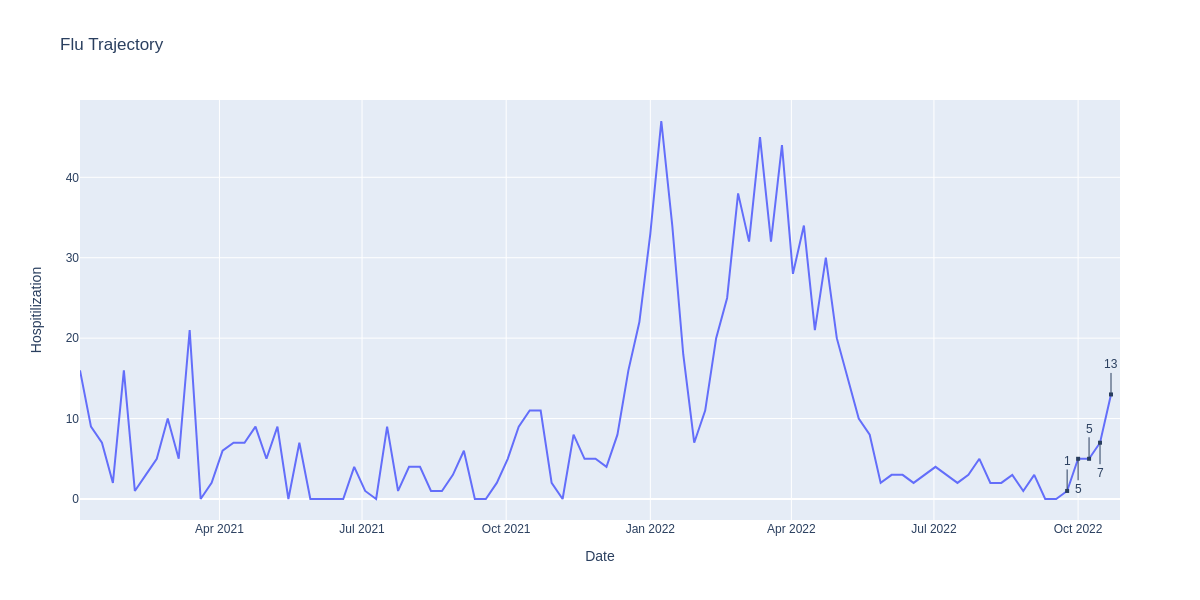 Flu Trajectory
Hospitilization
40
30
20
10
0
13
5
1
7
5
Apr 2021
Jul 2021
Oct 2021
Jan 2022
Apr 2022
Jul 2022
Oct 2022
Date